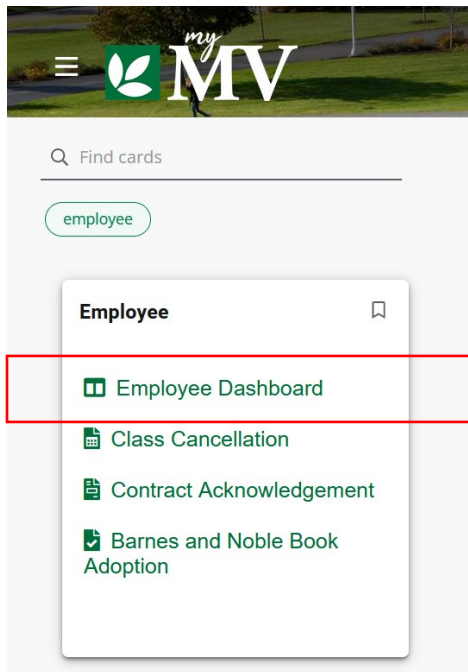 my
MV
Find cards
employee
Employee
Employee Dashboard
Class Cancellation
Contract Acknowledgement
Barnes and Noble Book
Adoption